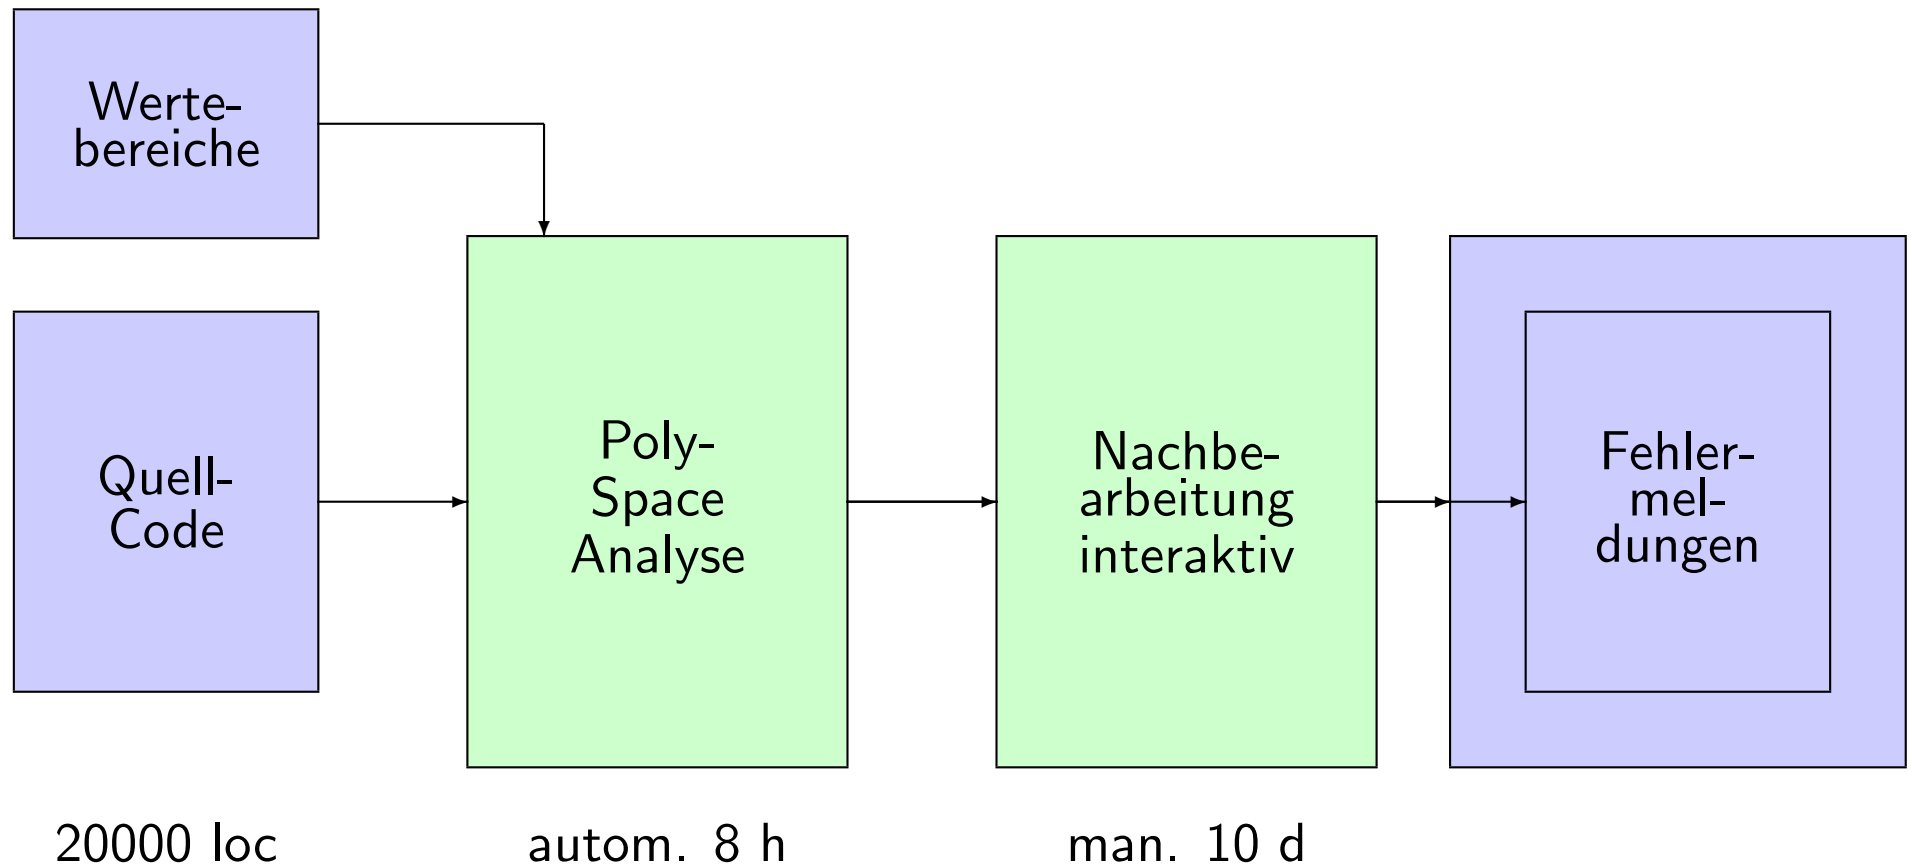 Werte-
bereiche
Quell-
Code
Poly-
Space
Analyse
Nachbe-
arbeitung
interaktiv
Fehler-
mel-
dungen
20000 loc
autom. 8 h
man. 10 d